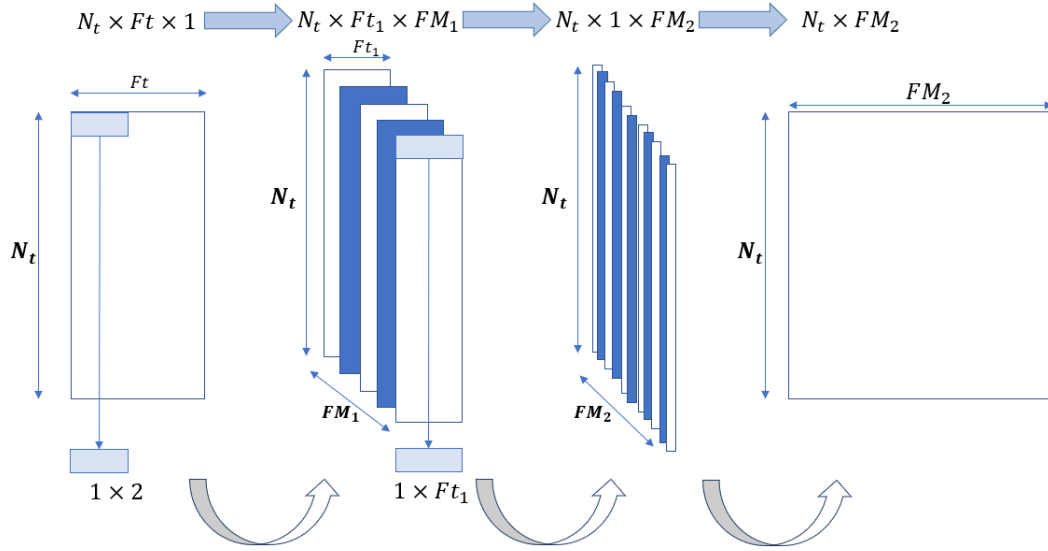 N_t × Ft × 1
N_t × Ft_1 × FM_1
N_t × 1 × FM_2
N_t × FM_2
Ft
Ft_1
FM_2
N_t
N_t
N_t
N_t
FM_1
FM_2
1 × 2
1 × Ft_1